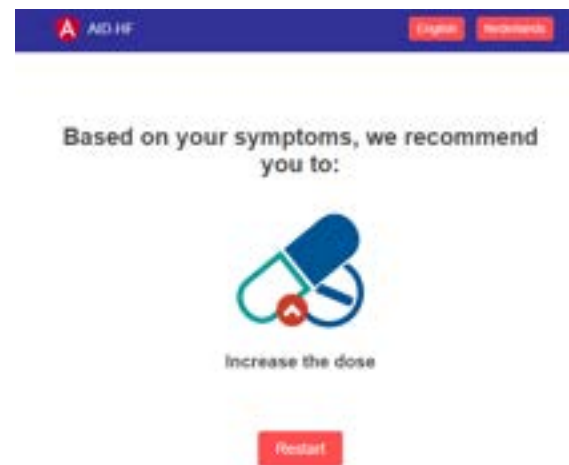 AID-HF
English Nederlands
Based on your symptoms, we recommend
you to:
Increase the dose
Restart